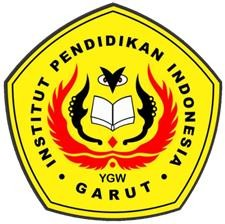 · INSTITUT PENDIDIKAN INDONESIA ·
YGW
GARUT